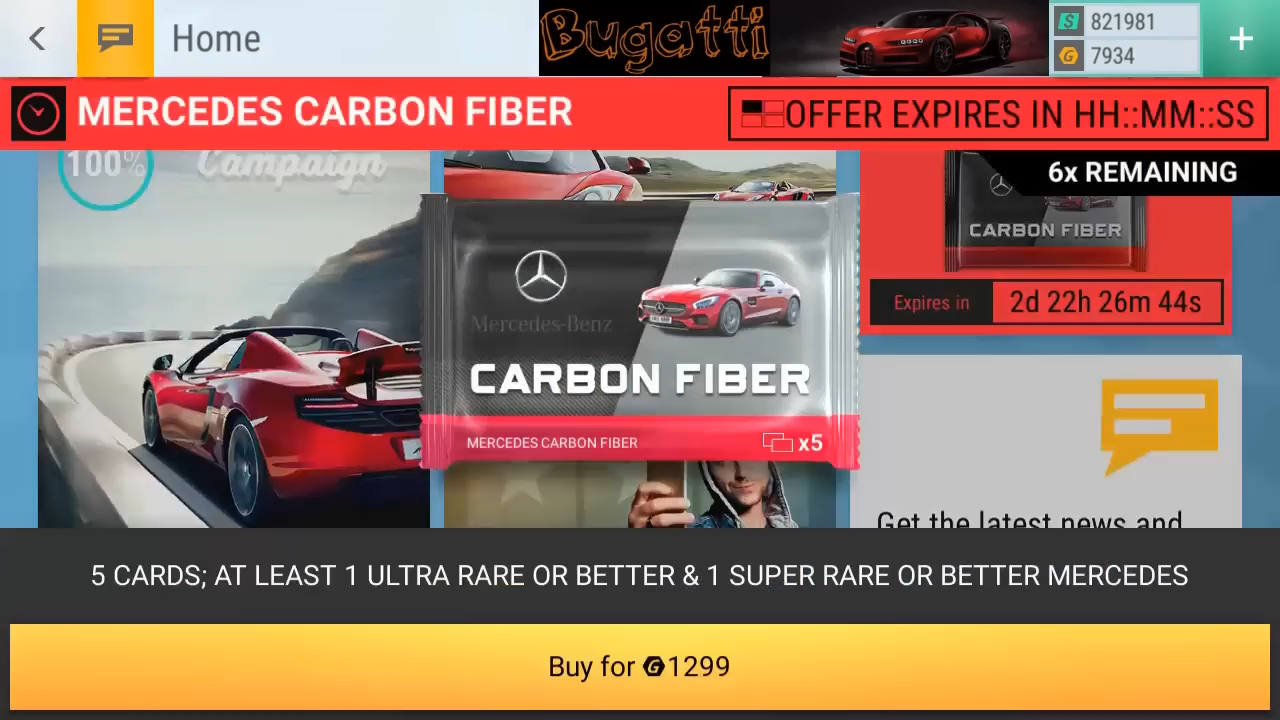 Home
Bugatti
821981
7934
MERCEDES CARBON FIBER
OFFER EXPIRES IN HH::MM::SS
6x REMAINING
100%
Campaign
CARBON FIBER
Expires in
2d 22h 26m 44s
Mercedes-Benz
CARBON FIBER
MERCEDES CARBON FIBER
x5
Get the latest news and
5 CARDS; AT LEAST 1 ULTRA RARE OR BETTER & 1 SUPER RARE OR BETTER MERCEDES
Buy for G1299